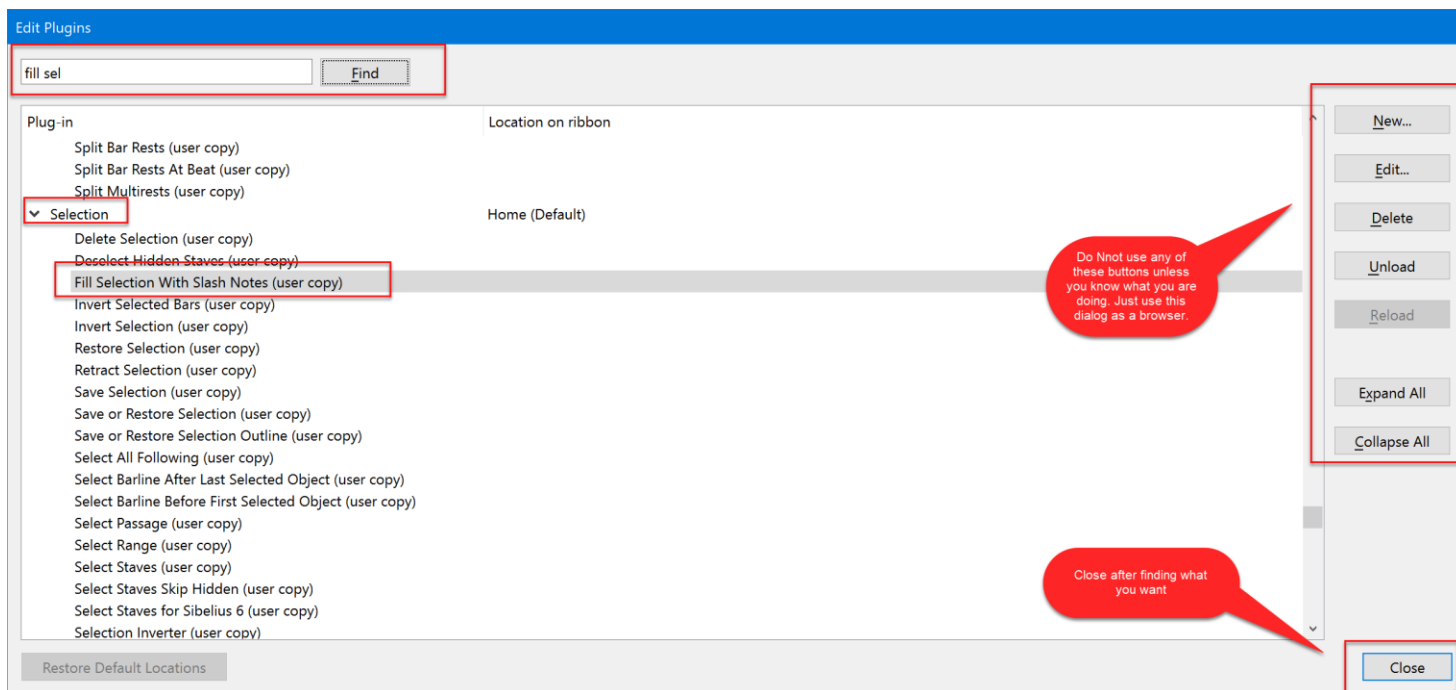 Edit Plugins
fill sel
Find
Plug-in Location on ribbon
Split Bar Rests (user copy)
Split Bar Rests At Beat (user copy)
Split Multirests (user copy)
Selection Home (Default)
Delete Selection (user copy)
Deselect Hidden Staves (user copy)
Fill Selection With Slash Notes (user copy)
Invert Selected Bars (user copy)
Invert Selection (user copy)
Restore Selection (user copy)
Retract Selection (user copy)
Save Selection (user copy)
Save or Restore Selection (user copy)
Save or Restore Selection Outline (user copy)
Select All Following (user copy)
Select Barline After Last Selected Object (user copy)
Select Barline Before First Selected Object (user copy)
Select Passage (user copy)
Select Range (user copy)
Select Staves (user copy)
Select Staves Skip Hidden (user copy)
Select Staves for Sibelius 6 (user copy)
Selection Inverter (user copy)
Do Nnot use any of
these buttons unless
you know what you are
doing. Just use this
dialog as a browser.
Close after finding what
you want
New...
Edit...
Delete
Unload
Reload
Expand All
Collapse All
Restore Default Locations
Close